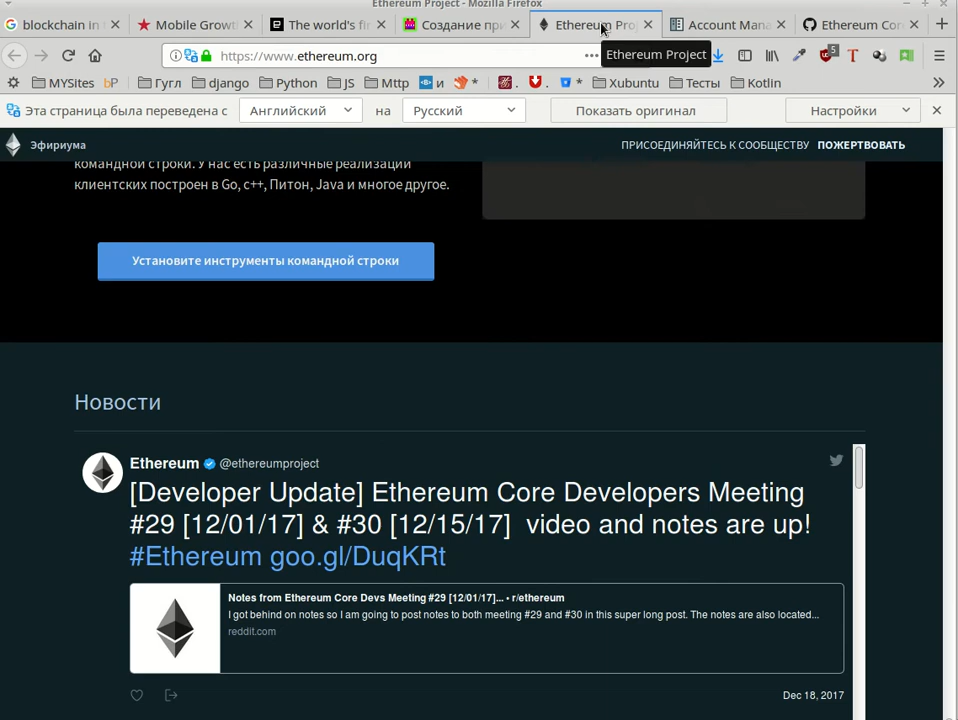 Ethereum Project - Mozilla Firefox
blockchain in
Mobile Growt
The world's fi
Создание при
Ethereum Proj
Account Mana
Ethereum Cor
https://www.ethereum.org
Ethereum Project
5
MYSites
bP
Гугл
django
Python
JS
Mttp
и
*
.
.
*
Xubuntu
Тесты
Kotlin
Эта страница была переведена с
Английский
на
Русский
Показать оригинал
Настройки
Эфириума
ПРИСОЕДИНЯЙТЕСЬ К СООБЩЕСТВУ
ПОЖЕРТВОВАТЬ
командной строки. У нас есть различные реализации
клиентских построен в Go, с++, Питон, Java и многое другое.
Установите инструменты командной строки
Новости
Ethereum @ethereumproject
[Developer Update] Ethereum Core Developers Meeting
#29 [12/01/17] & #30 [12/15/17] video and notes are up!
#Ethereum goo.gl/DuqKRt
Notes from Ethereum Core Devs Meeting #29 [12/01/17]... • r/ethereum
I got behind on notes so I am going to post notes to both meeting #29 and #30 in this super long post. The notes are also located...
reddit.com
Dec 18, 2017